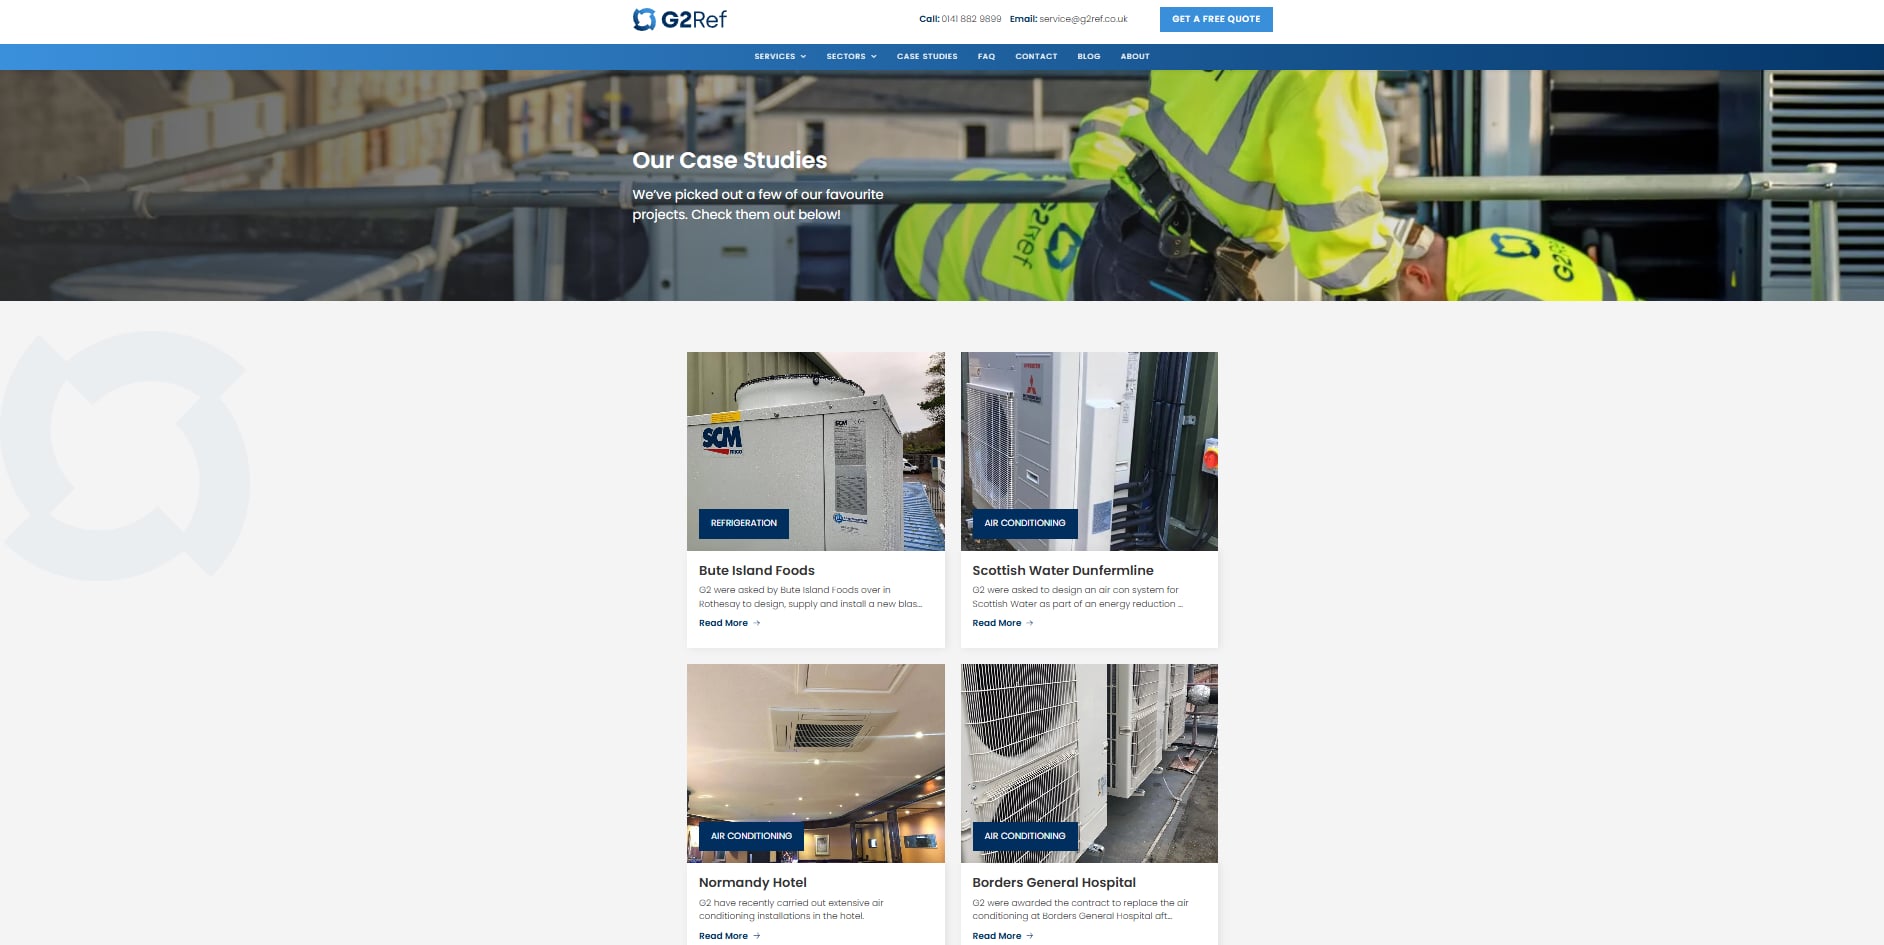 G2Ref
Call: 0141 882 9899 Email: service@g2ref.co.uk
GET A FREE QUOTE
SERVICES SECTORS CASE STUDIES FAQ CONTACT BLOG ABOUT
Our Case Studies
We've picked out a few of our favourite
projects. Check them out below!
G2Ref
G2Ref
SCM
REFRIGERATION
AIR CONDITIONING
Bute Island Foods
G2 were asked by Bute Island Foods over in
Rothesay to design, supply and install a new blas...
Read More →
Scottish Water Dunfermline
G2 were asked to design an air con system for
Scottish Water as part of an energy reduction ...
Read More →
AIR CONDITIONING
AIR CONDITIONING
Normandy Hotel
G2 have recently carried out extensive air
conditioning installations in the hotel.
Read More →
Borders General Hospital
G2 were awarded the contract to replace the air
conditioning at Borders General Hospital aft...
Read More →